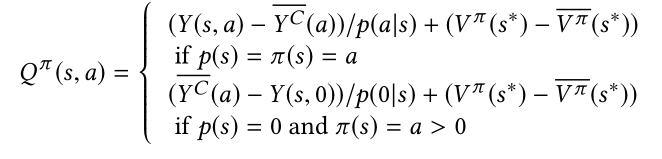 (Y(s, a) − \overline{Y^C}(a))/p(a|s) + (V^π(s*) − \overline{V^π}(s*))
if p(s) = π(s) = a
Q^π(s, a) = {
(\overline{Y^C}(a) − Y(s, 0))/p(0|s) + (V^π(s*) − \overline{V^π}(s*))
if p(s) = 0 and π(s) = a > 0